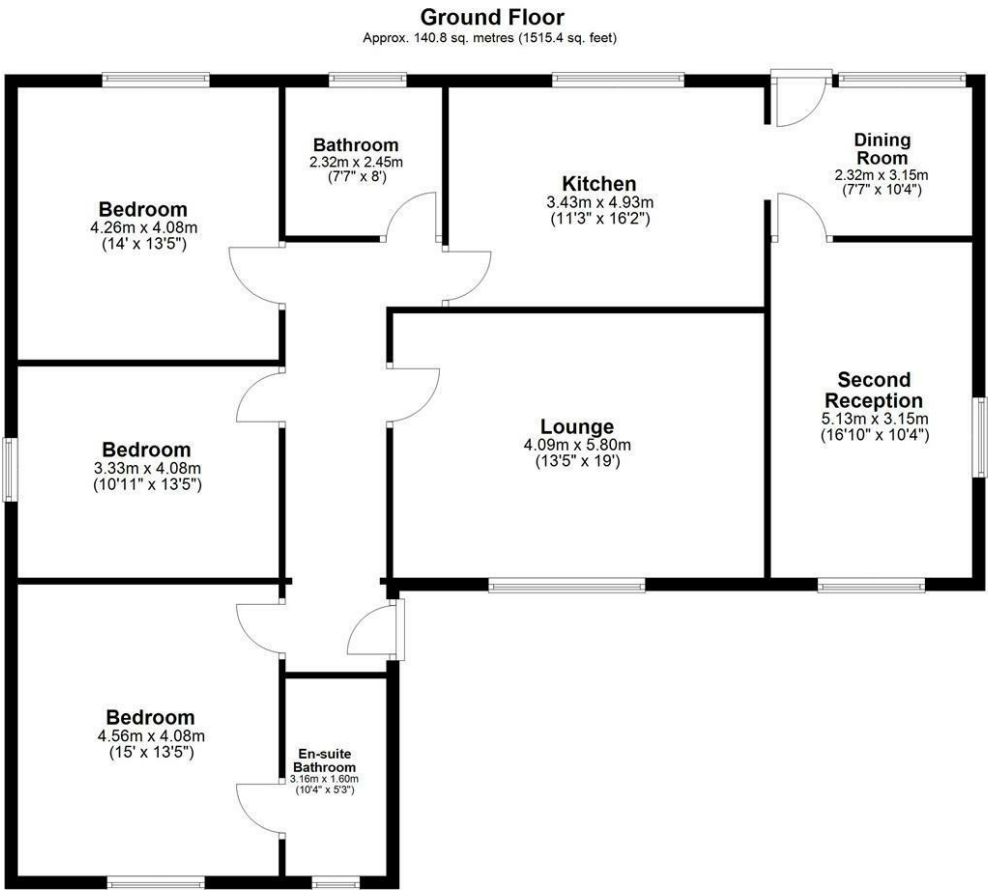 Ground Floor
Approx. 140.8 sq. metres (1515.4 sq. feet)
Bedroom
4.26m x 4.08m
(14' x 13'5")
Bathroom
2.32m x 2.45m
(7'7" x 8')
Kitchen
3.43m x 4.93m
(11'3" x 16'2")
Dining
Room
2.32m x 3.15m
(7'7" x 10'4")
Bedroom
3.33m x 4.08m
(10'11" x 13'5")
Lounge
4.09m x 5.80m
(13'5" x 19')
Second
Reception
5.13m x 3.15m
(16'10" x 10'4")
Bedroom
4.56m x 4.08m
(15' x 13'5")
En-suite
Bathroom
3.16m x 1.60m
(10'4" x 5'3")